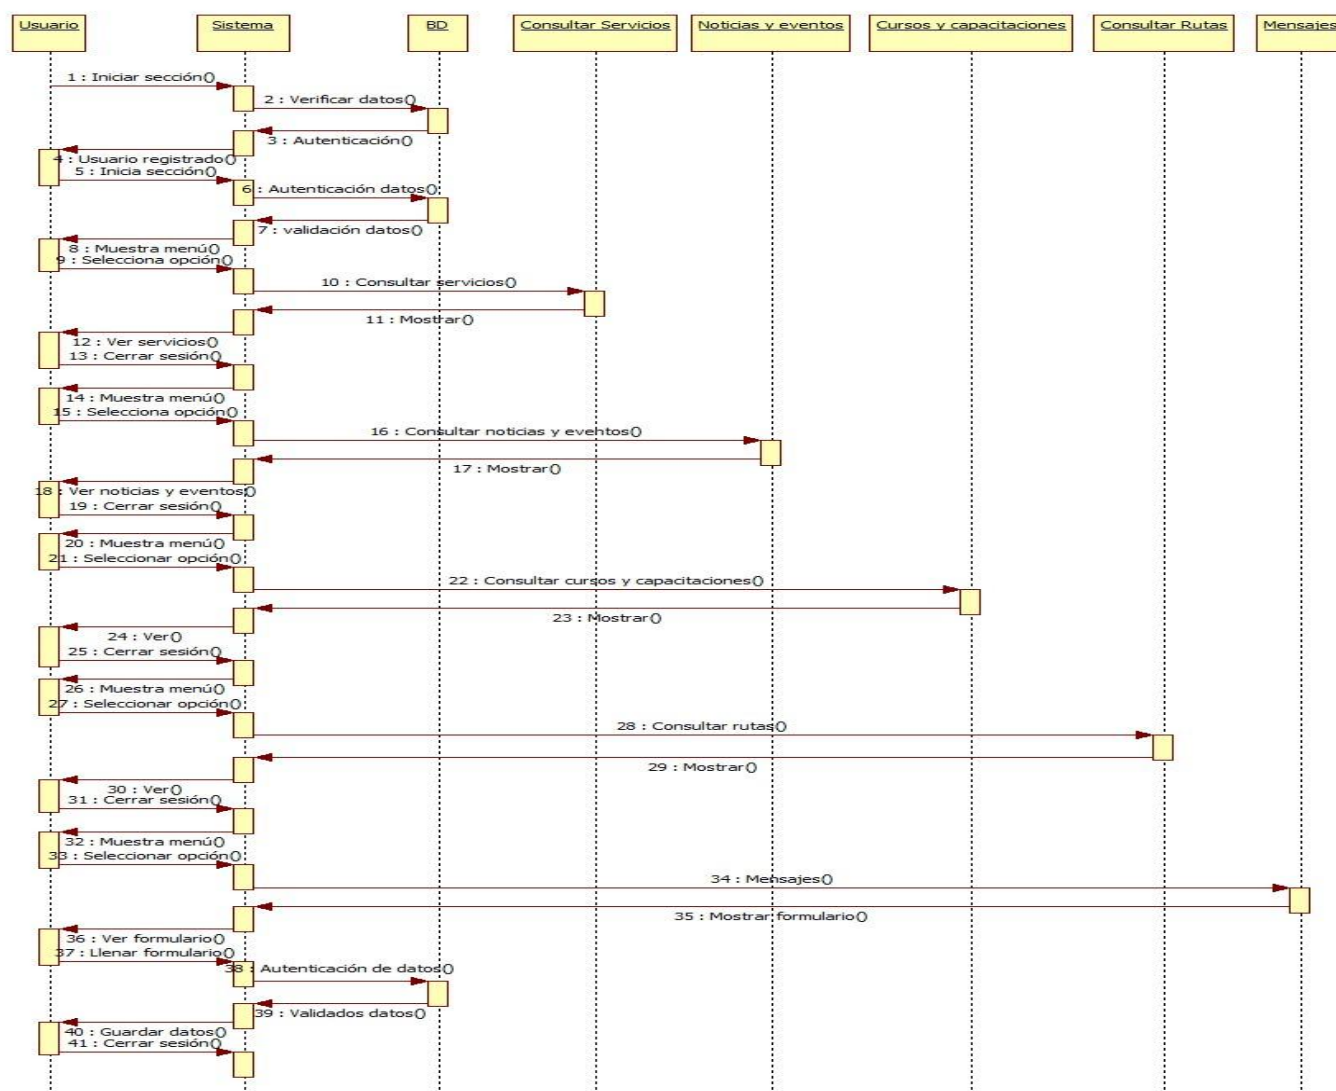 Usuario
Sistema
BD
Consultar Servicios
Noticias y eventos
Cursos y capacitaciones
Consultar Rutas
Mensajes
1 : Iniciar sección()
2 : Verificar datos()
3 : Autenticación()
4 : Usuario registrado()
5 : Inicia sección()
6 : Autenticación datos()
7 : validación datos()
8 : Muestra menú()
9 : Selecciona opción()
10 : Consultar servicios()
11 : Mostrar()
12 : Ver servicios()
13 : Cerrar sesión()
14 : Muestra menú()
15 : Selecciona opción()
16 : Consultar noticias y eventos()
17 : Mostrar()
18 : Ver noticias y eventos()
19 : Cerrar sesión()
20 : Muestra menú()
21 : Seleccionar opción()
22 : Consultar cursos y capacitaciones()
23 : Mostrar()
24 : Ver()
25 : Cerrar sesión()
26 : Muestra menú()
27 : Seleccionar opción()
28 : Consultar rutas()
29 : Mostrar()
30 : Ver()
31 : Cerrar sesión()
32 : Muestra menú()
33 : Seleccionar opción()
34 : Mensajes()
35 : Mostrar formulario()
36 : Ver formulario()
37 : Llenar formulario()
38 : Autenticación de datos()
39 : Validados datos()
40 : Guardar datos()
41 : Cerrar sesión()